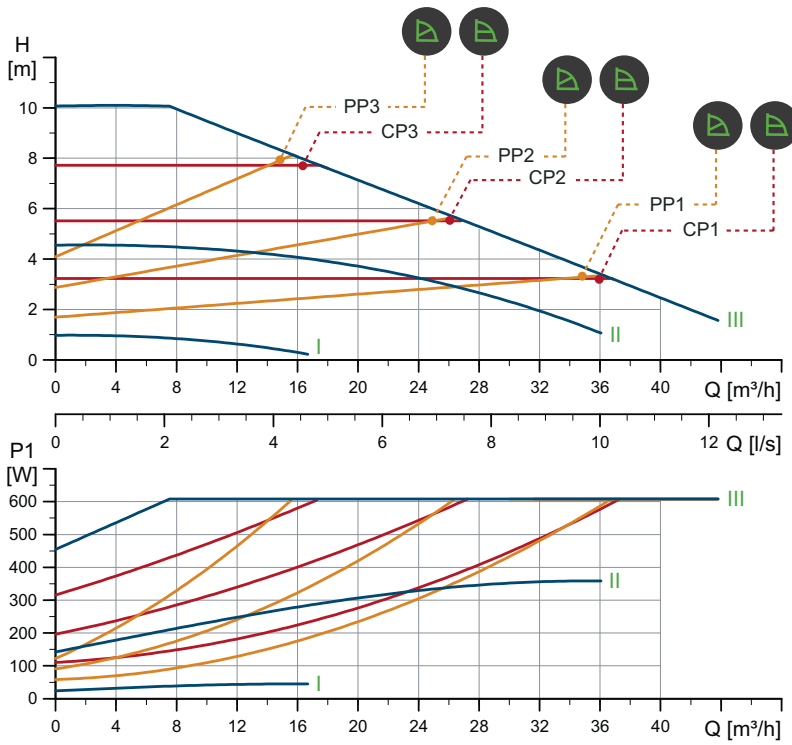 H
[m]
PP3
CP3
PP2
CP2
PP1
CP1
10
8
6
4
2
0
I
II
III
0 4 8 12 16 20 24 28 32 36 40 Q [m³/h]
0 2 4 6 8 10 12 Q [l/s]
P1
[W]
600
500
400
300
200
100
0
III
II
I
0 4 8 12 16 20 24 28 32 36 40 Q [m³/h]